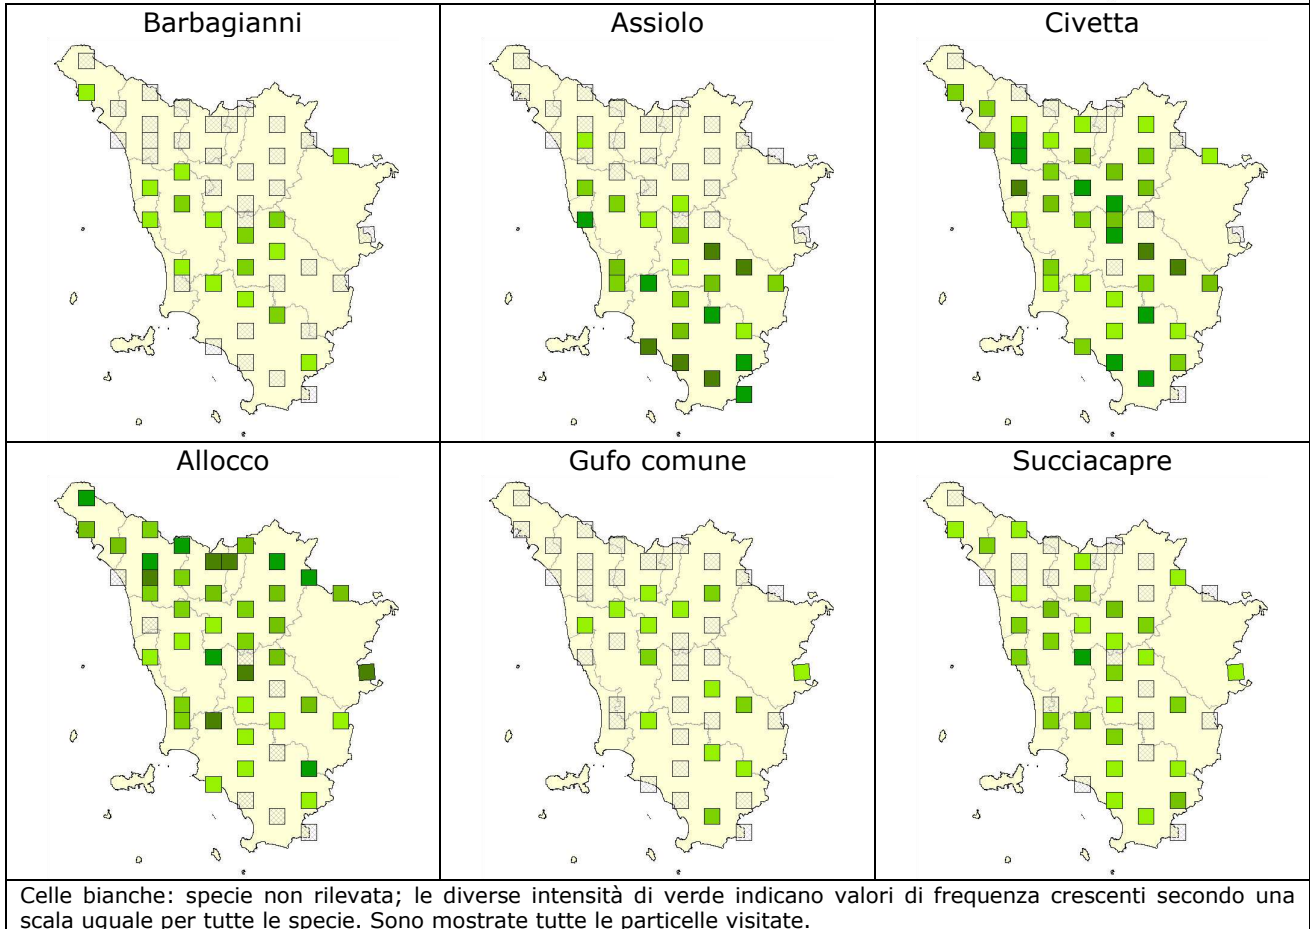 Barbagianni
Assiolo
Civetta
Allocco
Gufo comune
Succiacapre
Celle bianche: specie non rilevata; le diverse intensità di verde indicano valori di frequenza crescenti secondo una
scala uguale per tutte le specie. Sono mostrate tutte le particelle visitate.